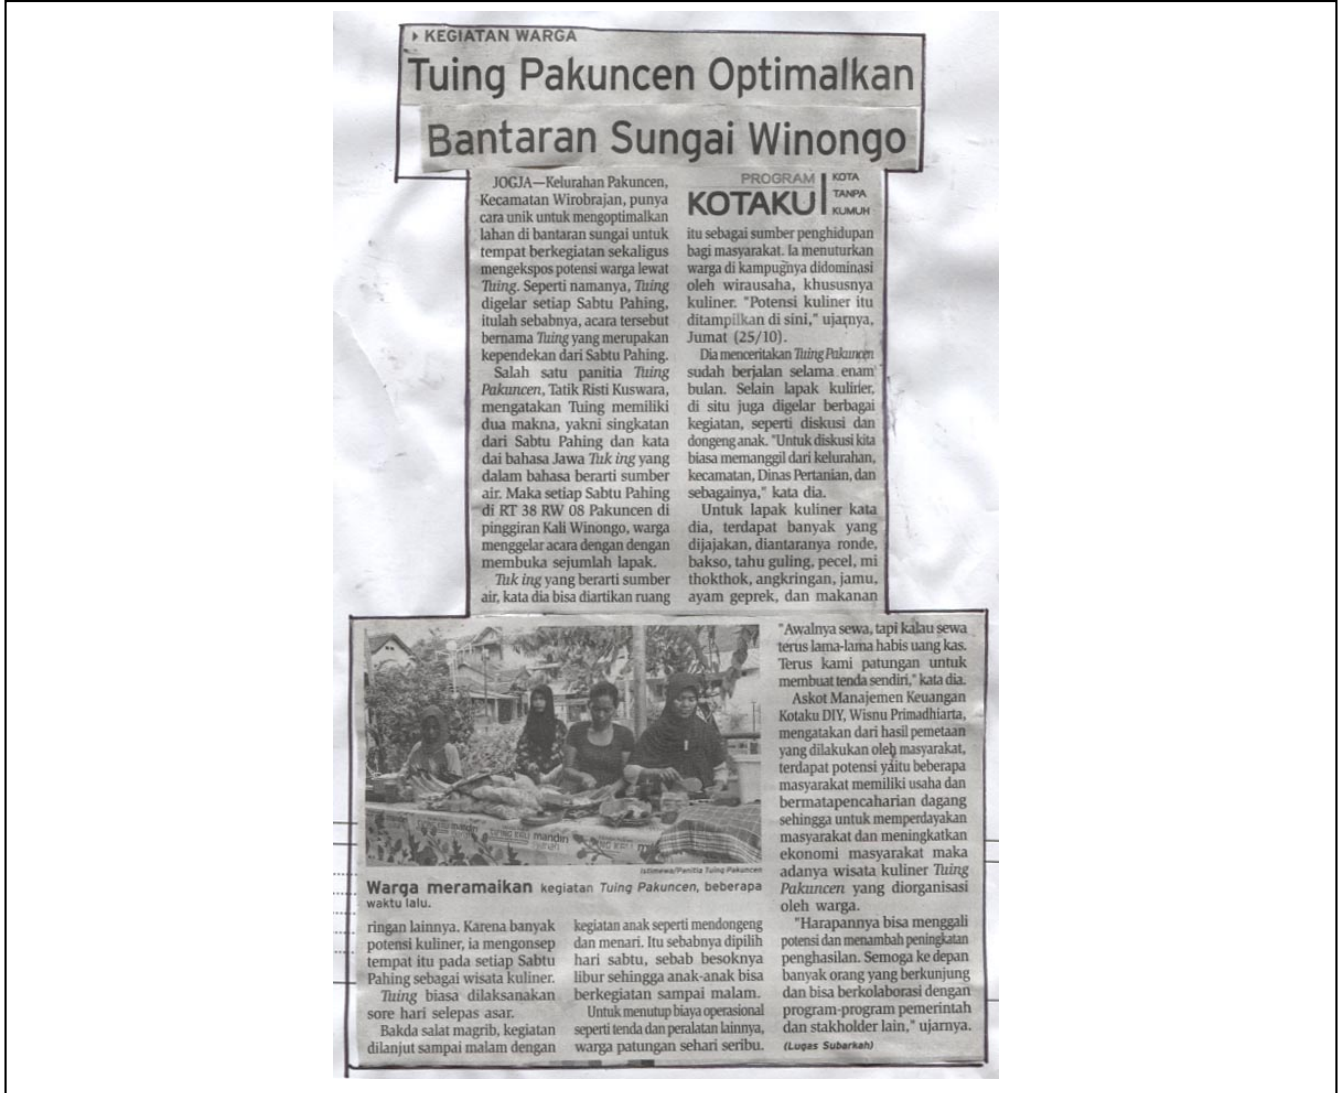 KEGIATAN WARGA
Tuing Pakuncen Optimalkan
Bantaran Sungai Winongo
JOGJA—Kelurahan Pakuncen,
Kecamatan Wirobrajan, punya
cara unik untuk mengoptimalkan
lahan di bantaran sungai untuk
tempat berkegiatan sekaligus
mengekspos potensi warga lewat
Tuing. Seperti namanya, Tuing
digelar setiap Sabtu Pahing,
itulah sebabnya, acara tersebut
bernama Tuing yang merupakan
kependekan dari Sabtu Pahing.
Salah satu panitia Tuing
Pakuncen, Tatik Risti Kuswara,
mengatakan Tuing memiliki
dua makna, yakni singkatan
dari Sabtu Pahing dan kata
dai bahasa Jawa Tuk ing yang
dalam bahasa berarti sumber
air. Maka setiap Sabtu Pahing
di RT 38 RW 08 Pakuncen di
pinggiran Kali Winongo, warga
menggelar acara dengan dengan
membuka sejumlah lapak.
Tuk ing yang berarti sumber
air, kata dia bisa diartikan ruang
PROGRAM
KOTAKU
KOTA
TANPA
KUMUH
itu sebagai sumber penghidupan
bagi masyarakat. Ia menuturkan
warga di kampugnya didominasi
oleh wirausaha, khususnya
kuliner. "Potensi kuliner itu
ditampilkan di sini," ujarnya,
Jumat (25/10).
Dia menceritakan Tuing Pakuncen
sudah berjalan selama enam
bulan. Selain lapak kuliner,
di situ juga digelar berbagai
kegiatan, seperti diskusi dan
dongeng anak. "Untuk diskusi kita
biasa memanggil dari kelurahan,
kecamatan, Dinas Pertanian, dan
sebagainya," kata dia.
Untuk lapak kuliner kata
dia, terdapat banyak yang
dijajakan, diantaranya ronde,
bakso, tahu guling, pecel, mi
thokthok, angkringan, jamu,
ayam geprek, dan makanan
mandiri
Istimewa/Panitia Tuing Pakuncen
Warga meramaikan kegiatan Tuing Pakuncen, beberapa
waktu lalu.
ringan lainnya. Karena banyak
potensi kuliner, ia mengonsep
tempat itu pada setiap Sabtu
Pahing sebagai wisata kuliner.
Tuing biasa dilaksanakan
sore hari selepas asar.
Bakda salat magrib, kegiatan
dilanjut sampai malam dengan
kegiatan anak seperti mendongeng
dan menari. Itu sebabnya dipilih
hari sabtu, sebab besoknya
libur sehingga anak-anak bisa
berkegiatan sampai malam.
Untuk menutup biaya operasional
seperti tenda dan peralatan lainnya,
warga patungan sehari seribu.
"Awalnya sewa, tapi kalau sewa
terus lama-lama habis uang kas.
Terus kami patungan untuk
membuat tenda sendiri," kata dia.
Askot Manajemen Keuangan
Kotaku DIY, Wisnu Primadhiarta,
mengatakan dari hasil pemetaan
yang dilakukan oleh masyarakat,
terdapat potensi yaitu beberapa
masyarakat memiliki usaha dan
bermatapencaharian dagang
sehingga untuk memperdayakan
masyarakat dan meningkatkan
ekonomi masyarakat maka
adanya wisata kuliner Tuing
Pakuncen yang diorganisasi
oleh warga.
"Harapannya bisa menggali
potensi dan menambah peningkatan
penghasilan. Semoga ke depan
banyak orang yang berkunjung
dan bisa berkolaborasi dengan
program-program pemerintah
dan stakholder lain," ujarnya.
(Lugas Subarkah)